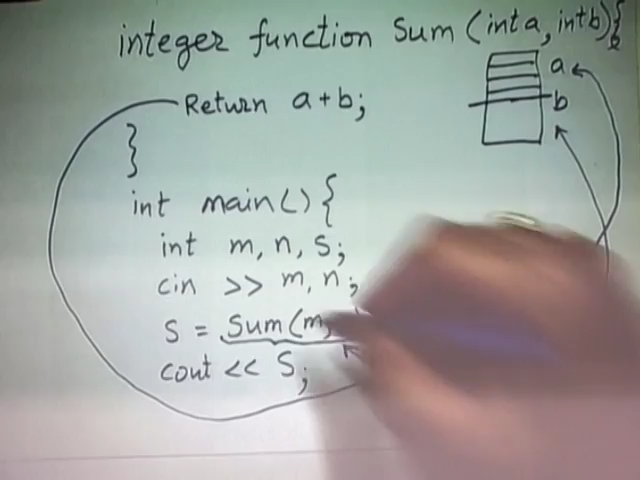 integer function Sum (int a, int b){
a
b
Return a+b;
}
int main() {
int m, n, s;
cin >> m, n;
S = Sum(m,
cout << S;